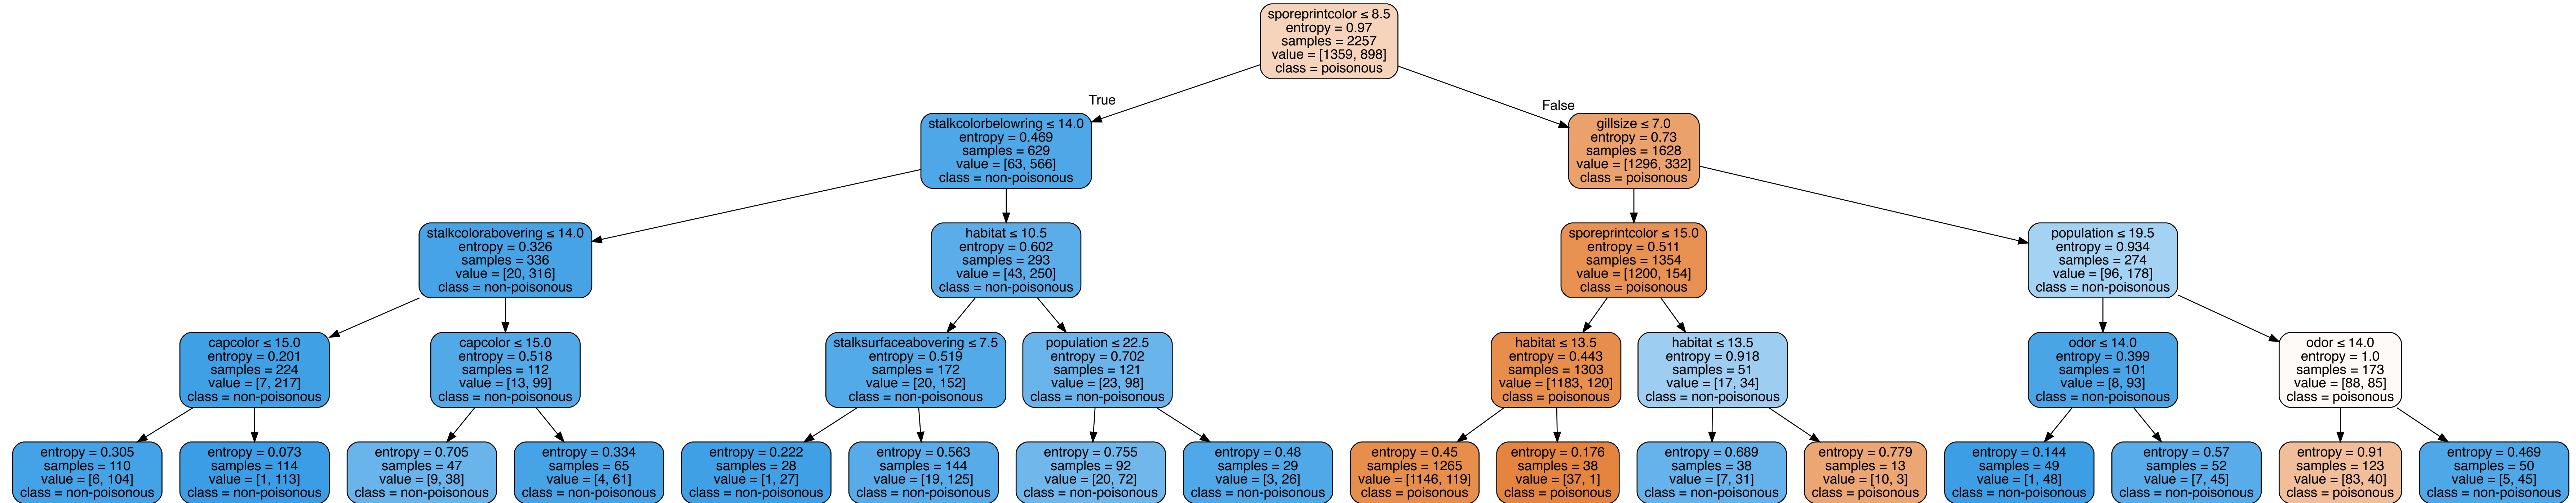 sporeprintcolor ≤ 8.5
entropy = 0.97
samples = 2257
value = [1359, 898]
class = poisonous
True
False
stalkcolorbelowring ≤ 14.0
entropy = 0.469
samples = 629
value = [63, 566]
class = non-poisonous
gillsize ≤ 7.0
entropy = 0.73
samples = 1628
value = [1296, 332]
class = poisonous
stalkcolorabovering ≤ 14.0
entropy = 0.326
samples = 336
value = [20, 316]
class = non-poisonous
habitat ≤ 10.5
entropy = 0.602
samples = 293
value = [43, 250]
class = non-poisonous
sporeprintcolor ≤ 15.0
entropy = 0.511
samples = 1354
value = [1200, 154]
class = poisonous
population ≤ 19.5
entropy = 0.934
samples = 274
value = [96, 178]
class = non-poisonous
capcolor ≤ 15.0
entropy = 0.201
samples = 224
value = [7, 217]
class = non-poisonous
capcolor ≤ 15.0
entropy = 0.518
samples = 112
value = [13, 99]
class = non-poisonous
stalksurfaceabovering ≤ 7.5
entropy = 0.519
samples = 172
value = [20, 152]
class = non-poisonous
population ≤ 22.5
entropy = 0.702
samples = 121
value = [23, 98]
class = non-poisonous
habitat ≤ 13.5
entropy = 0.443
samples = 1303
value = [1183, 120]
class = poisonous
habitat ≤ 13.5
entropy = 0.918
samples = 51
value = [17, 34]
class = non-poisonous
odor ≤ 14.0
entropy = 0.399
samples = 101
value = [8, 93]
class = non-poisonous
odor ≤ 14.0
entropy = 1.0
samples = 173
value = [88, 85]
class = poisonous
entropy = 0.305
samples = 110
value = [6, 104]
class = non-poisonous
entropy = 0.073
samples = 114
value = [1, 113]
class = non-poisonous
entropy = 0.705
samples = 47
value = [9, 38]
class = non-poisonous
entropy = 0.334
samples = 65
value = [4, 61]
class = non-poisonous
entropy = 0.222
samples = 28
value = [1, 27]
class = non-poisonous
entropy = 0.563
samples = 144
value = [19, 125]
class = non-poisonous
entropy = 0.755
samples = 92
value = [20, 72]
class = non-poisonous
entropy = 0.48
samples = 29
value = [3, 26]
class = non-poisonous
entropy = 0.45
samples = 1265
value = [1146, 119]
class = poisonous
entropy = 0.176
samples = 38
value = [37, 1]
class = poisonous
entropy = 0.689
samples = 38
value = [7, 31]
class = non-poisonous
entropy = 0.779
samples = 13
value = [10, 3]
class = poisonous
entropy = 0.144
samples = 49
value = [1, 48]
class = non-poisonous
entropy = 0.57
samples = 52
value = [7, 45]
class = non-poisonous
entropy = 0.91
samples = 123
value = [83, 40]
class = poisonous
entropy = 0.469
samples = 50
value = [5, 45]
class = non-poisonous